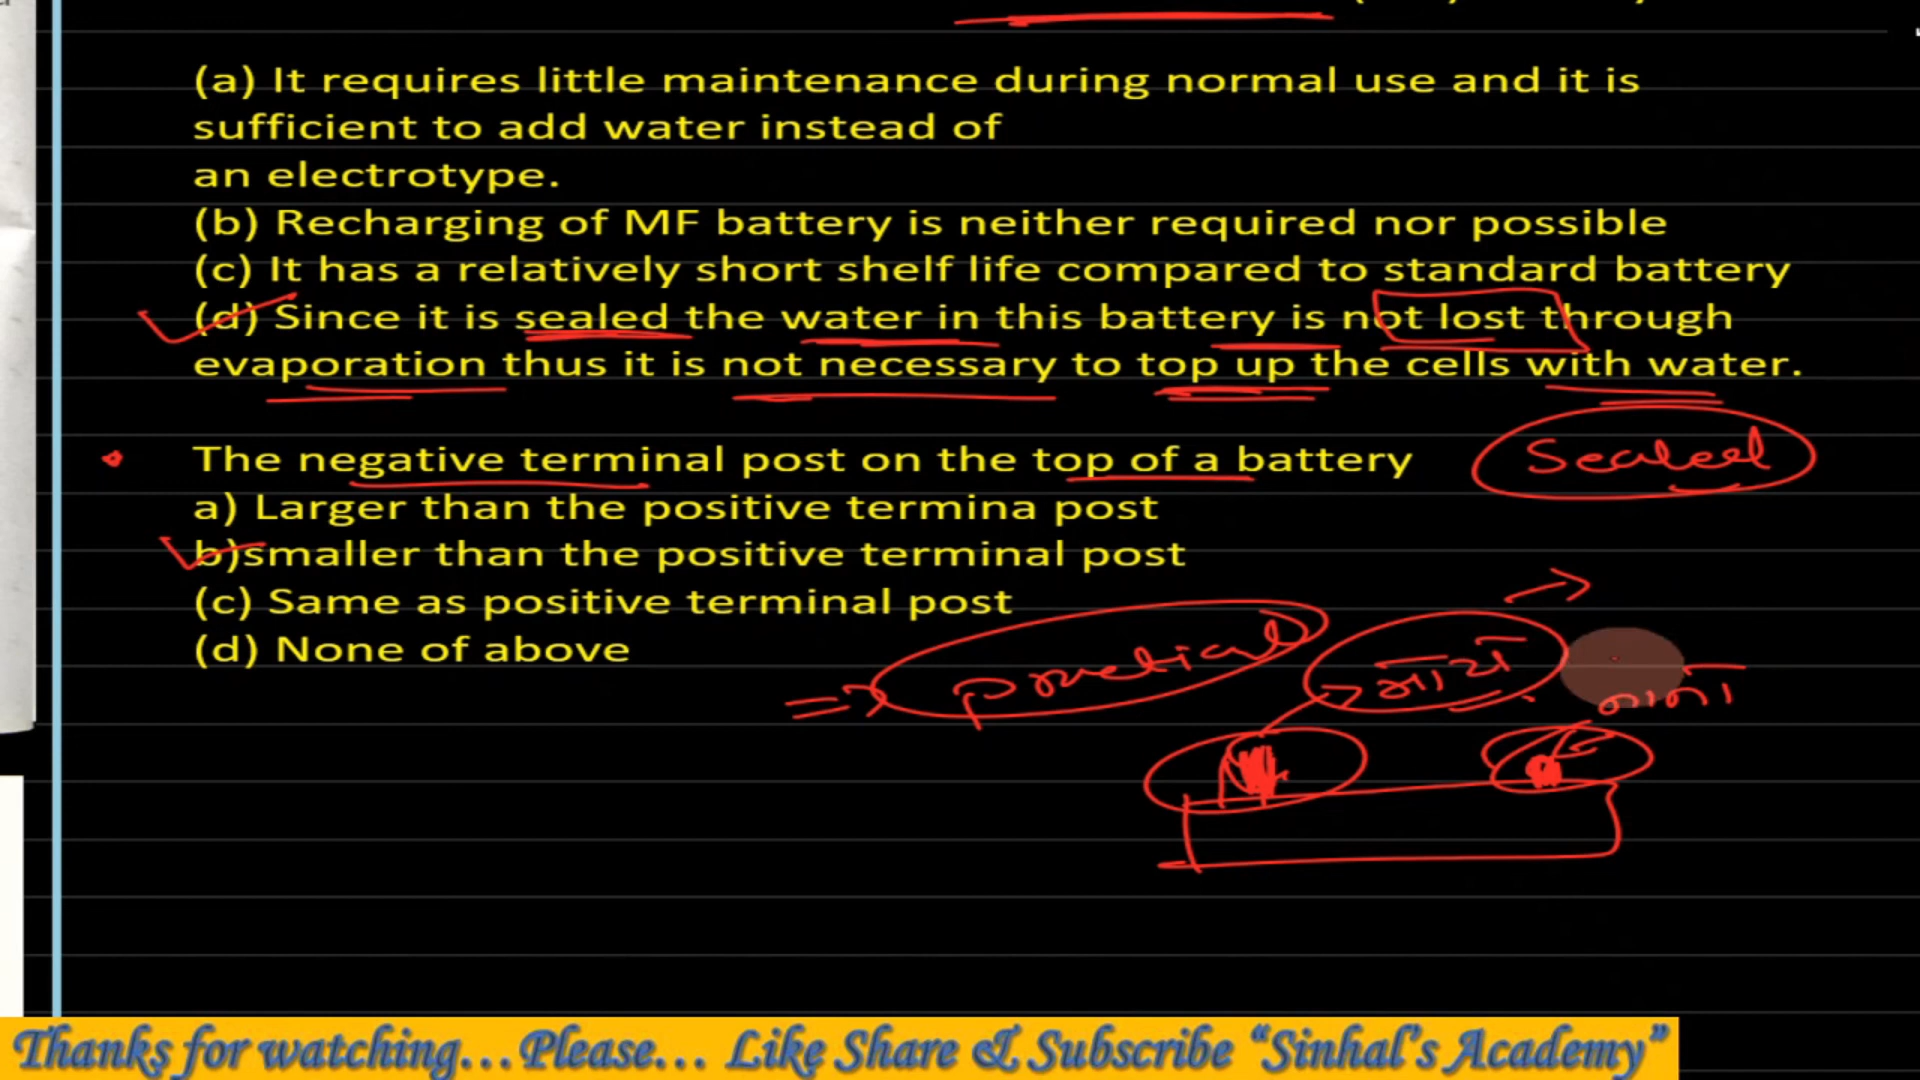 (a) It requires little maintenance during normal use and it is
sufficient to add water instead of
an electrotype.
(b) Recharging of MF battery is neither required nor possible
(c) It has a relatively short shelf life compared to standard battery
(d) Since it is sealed the water in this battery is not lost through
evaporation thus it is not necessary to top up the cells with water.
Sealed
The negative terminal post on the top of a battery
a) Larger than the positive termina post
b)smaller than the positive terminal post
(c) Same as positive terminal post
(d) None of above
=> practical
Thanks for watching... Please... Like Share & Subscribe “Sinhal's Academy”